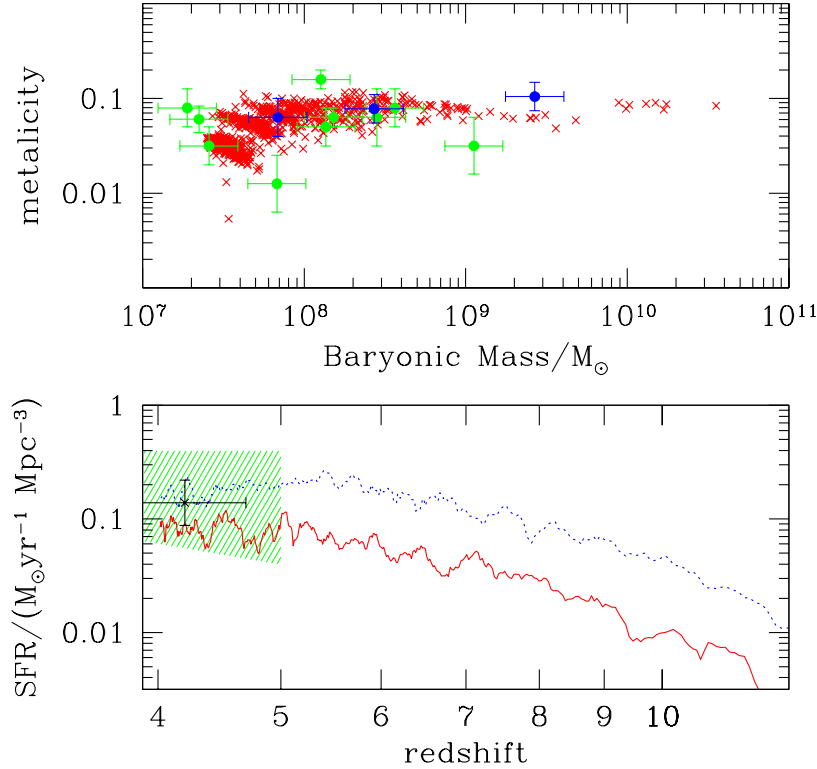 metalicity
0.1
0.01
10⁷ 10⁸ 10⁹ 10¹⁰ 10¹¹
Baryonic Mass/M☉
SFR/(M☉yr⁻¹ Mpc⁻³)
1
0.1
0.01
4 5 6 7 8 9 10
redshift